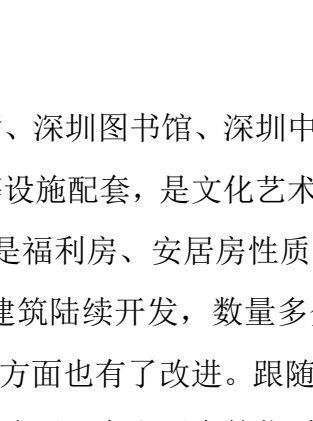 、深圳图书馆、深圳中
设施配套，是文化艺术
是福利房、安居房性质
建筑陆续开发，数量多
方面也有了改进。跟随